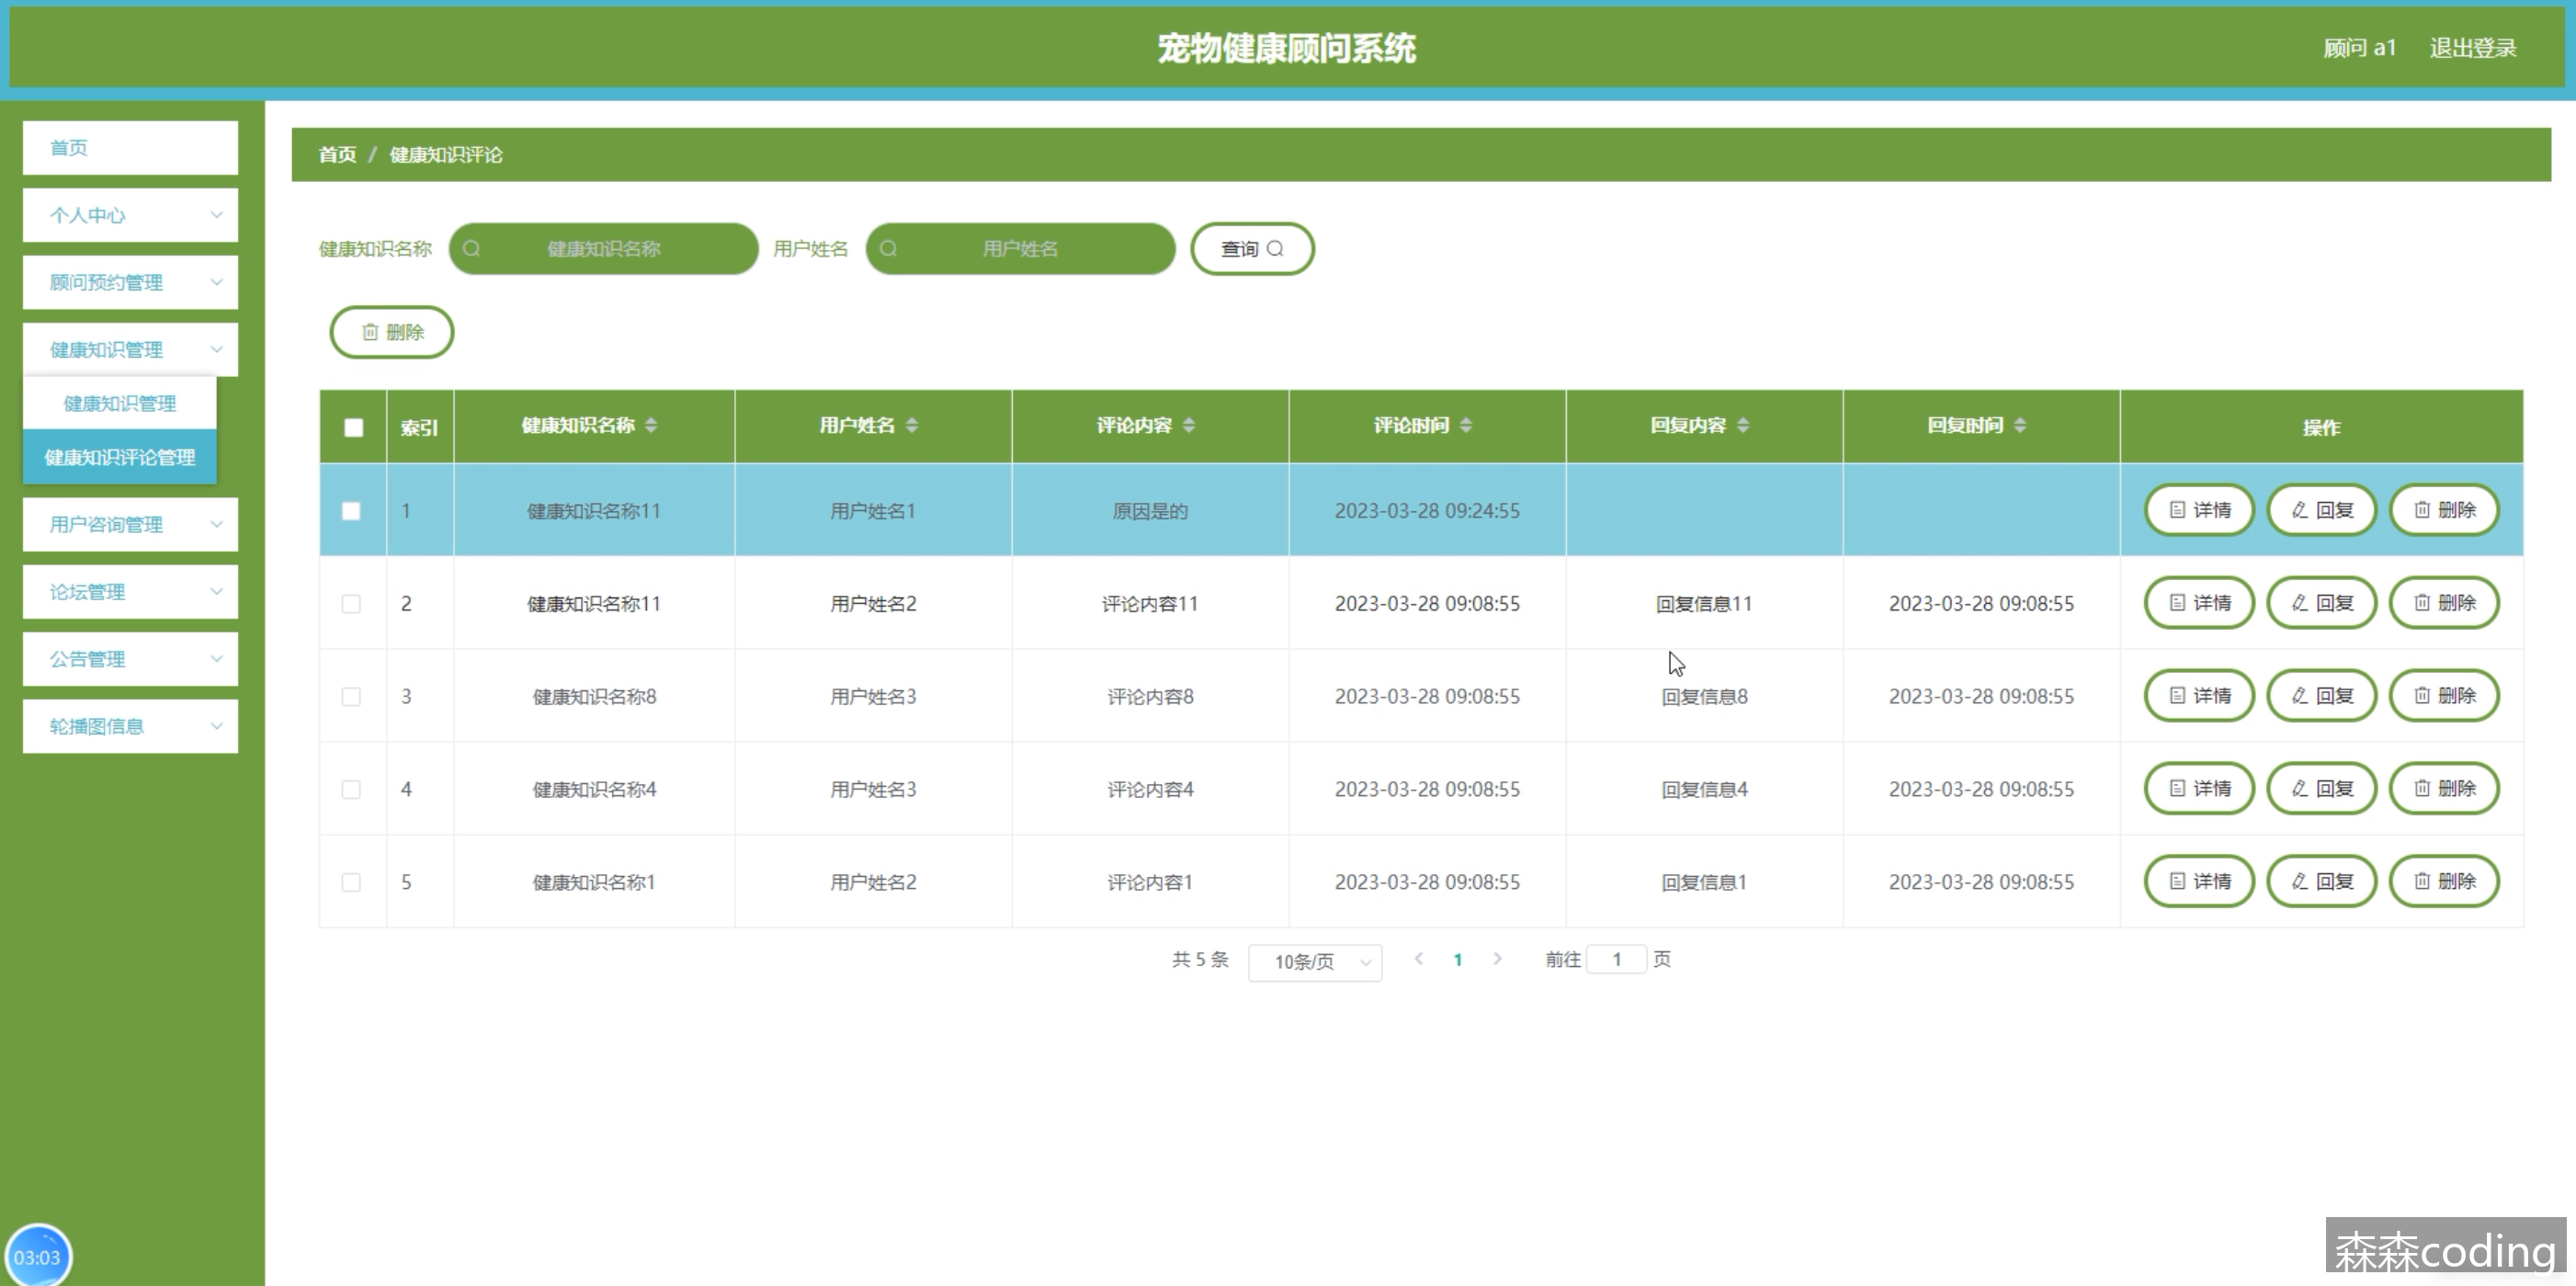 宠物健康顾问系统
顾问 a1 退出登录
首页
个人中心
顾问预约管理
健康知识管理
健康知识管理
健康知识评论管理
用户咨询管理
论坛管理
公告管理
轮播图信息
首页 / 健康知识评论
健康知识名称 健康知识名称 用户姓名 用户姓名 查询
删除
索引 健康知识名称 用户姓名 评论内容 评论时间 回复内容 回复时间 操作
1 健康知识名称11 用户姓名1 原因是的 2023-03-28 09:24:55 详情 回复 删除
2 健康知识名称11 用户姓名2 评论内容11 2023-03-28 09:08:55 回复信息11 2023-03-28 09:08:55 详情 回复 删除
3 健康知识名称8 用户姓名3 评论内容8 2023-03-28 09:08:55 回复信息8 2023-03-28 09:08:55 详情 回复 删除
4 健康知识名称4 用户姓名3 评论内容4 2023-03-28 09:08:55 回复信息4 2023-03-28 09:08:55 详情 回复 删除
5 健康知识名称1 用户姓名2 评论内容1 2023-03-28 09:08:55 回复信息1 2023-03-28 09:08:55 详情 回复 删除
共 5 条 10条/页 1 前往 1 页
03:03
森森coding